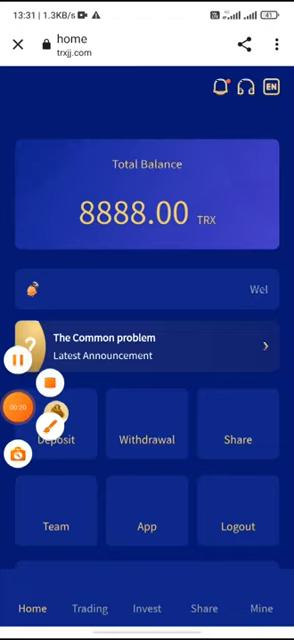 13:31 | 1.3KB/s
41
home
trxjj.com
EN
Total Balance
8888.00 TRX
Wel
?
The Common problem
Latest Announcement
00:20
Deposit
Withdrawal
Share
Team
App
Logout
Home
Trading
Invest
Share
Mine